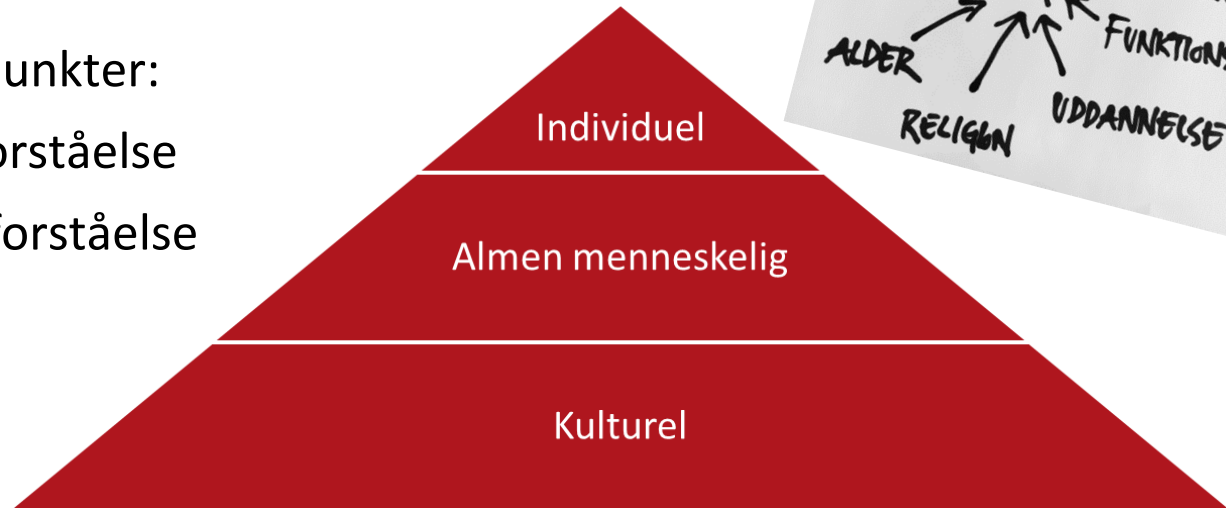 unkter:
orståelse
forståelse
Individuel
Almen menneskelig
Kulturel
ALDER
RELIGION
UDDANNELSE
FUNKTIONS